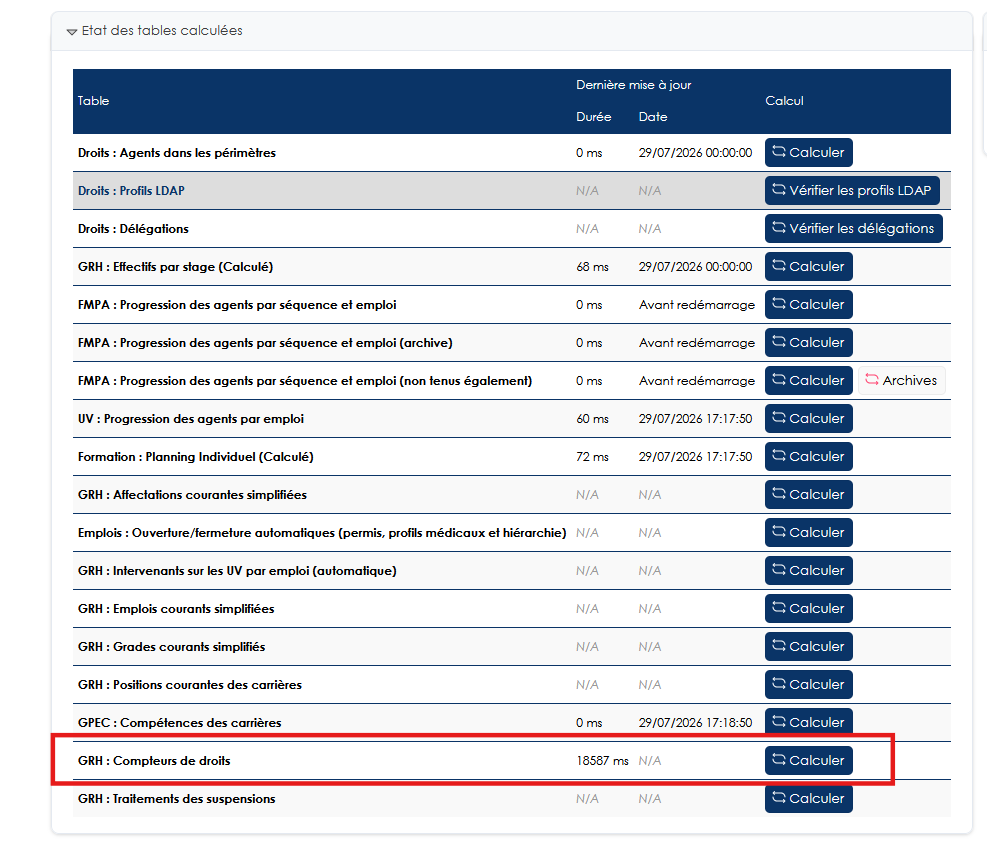 Etat des tables calculées
Dernière mise à jour
Table Calcul
Durée Date
Droits : Agents dans les périmètres 0 ms 29/07/2026 00:00:00 Calculer
Droits : Profils LDAP N/A N/A Vérifier les profils LDAP
Droits : Délégations N/A N/A Vérifier les délégations
GRH : Effectifs par stage (Calculé) 68 ms 29/07/2026 00:00:00 Calculer
FMPA : Progression des agents par séquence et emploi 0 ms Avant redémarrage Calculer
FMPA : Progression des agents par séquence et emploi (archive) 0 ms Avant redémarrage Calculer
FMPA : Progression des agents par séquence et emploi (non tenus également) 0 ms Avant redémarrage Calculer Archives
UV : Progression des agents par emploi 60 ms 29/07/2026 17:17:50 Calculer
Formation : Planning Individuel (Calculé) 72 ms 29/07/2026 17:17:50 Calculer
GRH : Affectations courantes simplifiées N/A N/A Calculer
Emplois : Ouverture/fermeture automatiques (permis, profils médicaux et hiérarchie) N/A N/A Calculer
GRH : Intervenants sur les UV par emploi (automatique) N/A N/A Calculer
GRH : Emplois courants simplifiées N/A N/A Calculer
GRH : Grades courants simplifiés N/A N/A Calculer
GRH : Positions courantes des carrières N/A N/A Calculer
GPEC : Compétences des carrières 0 ms 29/07/2026 17:18:50 Calculer
GRH : Compteurs de droits 18587 ms N/A Calculer
GRH : Traitements des suspensions N/A N/A Calculer